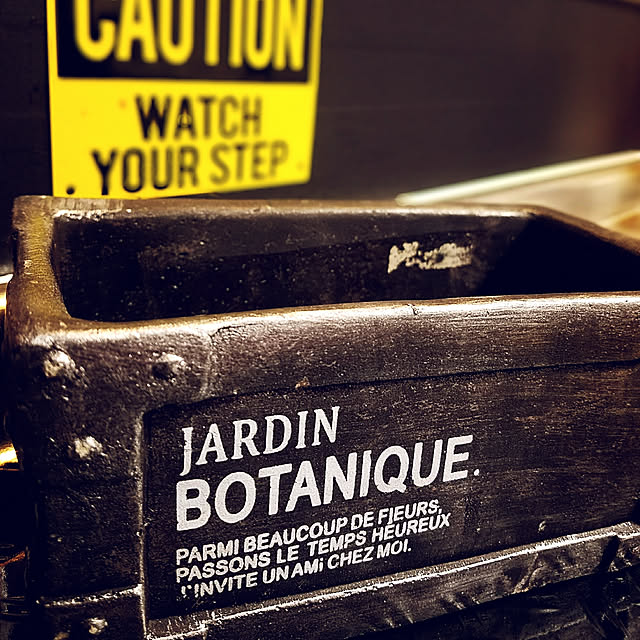 CAUTION
WATCH
YOUR STEP
JARDIN
BOTANIQUE.
PARMI BEAUCOUP DE FIEURS,
PASSONS LE TEMPS HEUREUX
L'INVITE UN AMi CHEZ MOI.